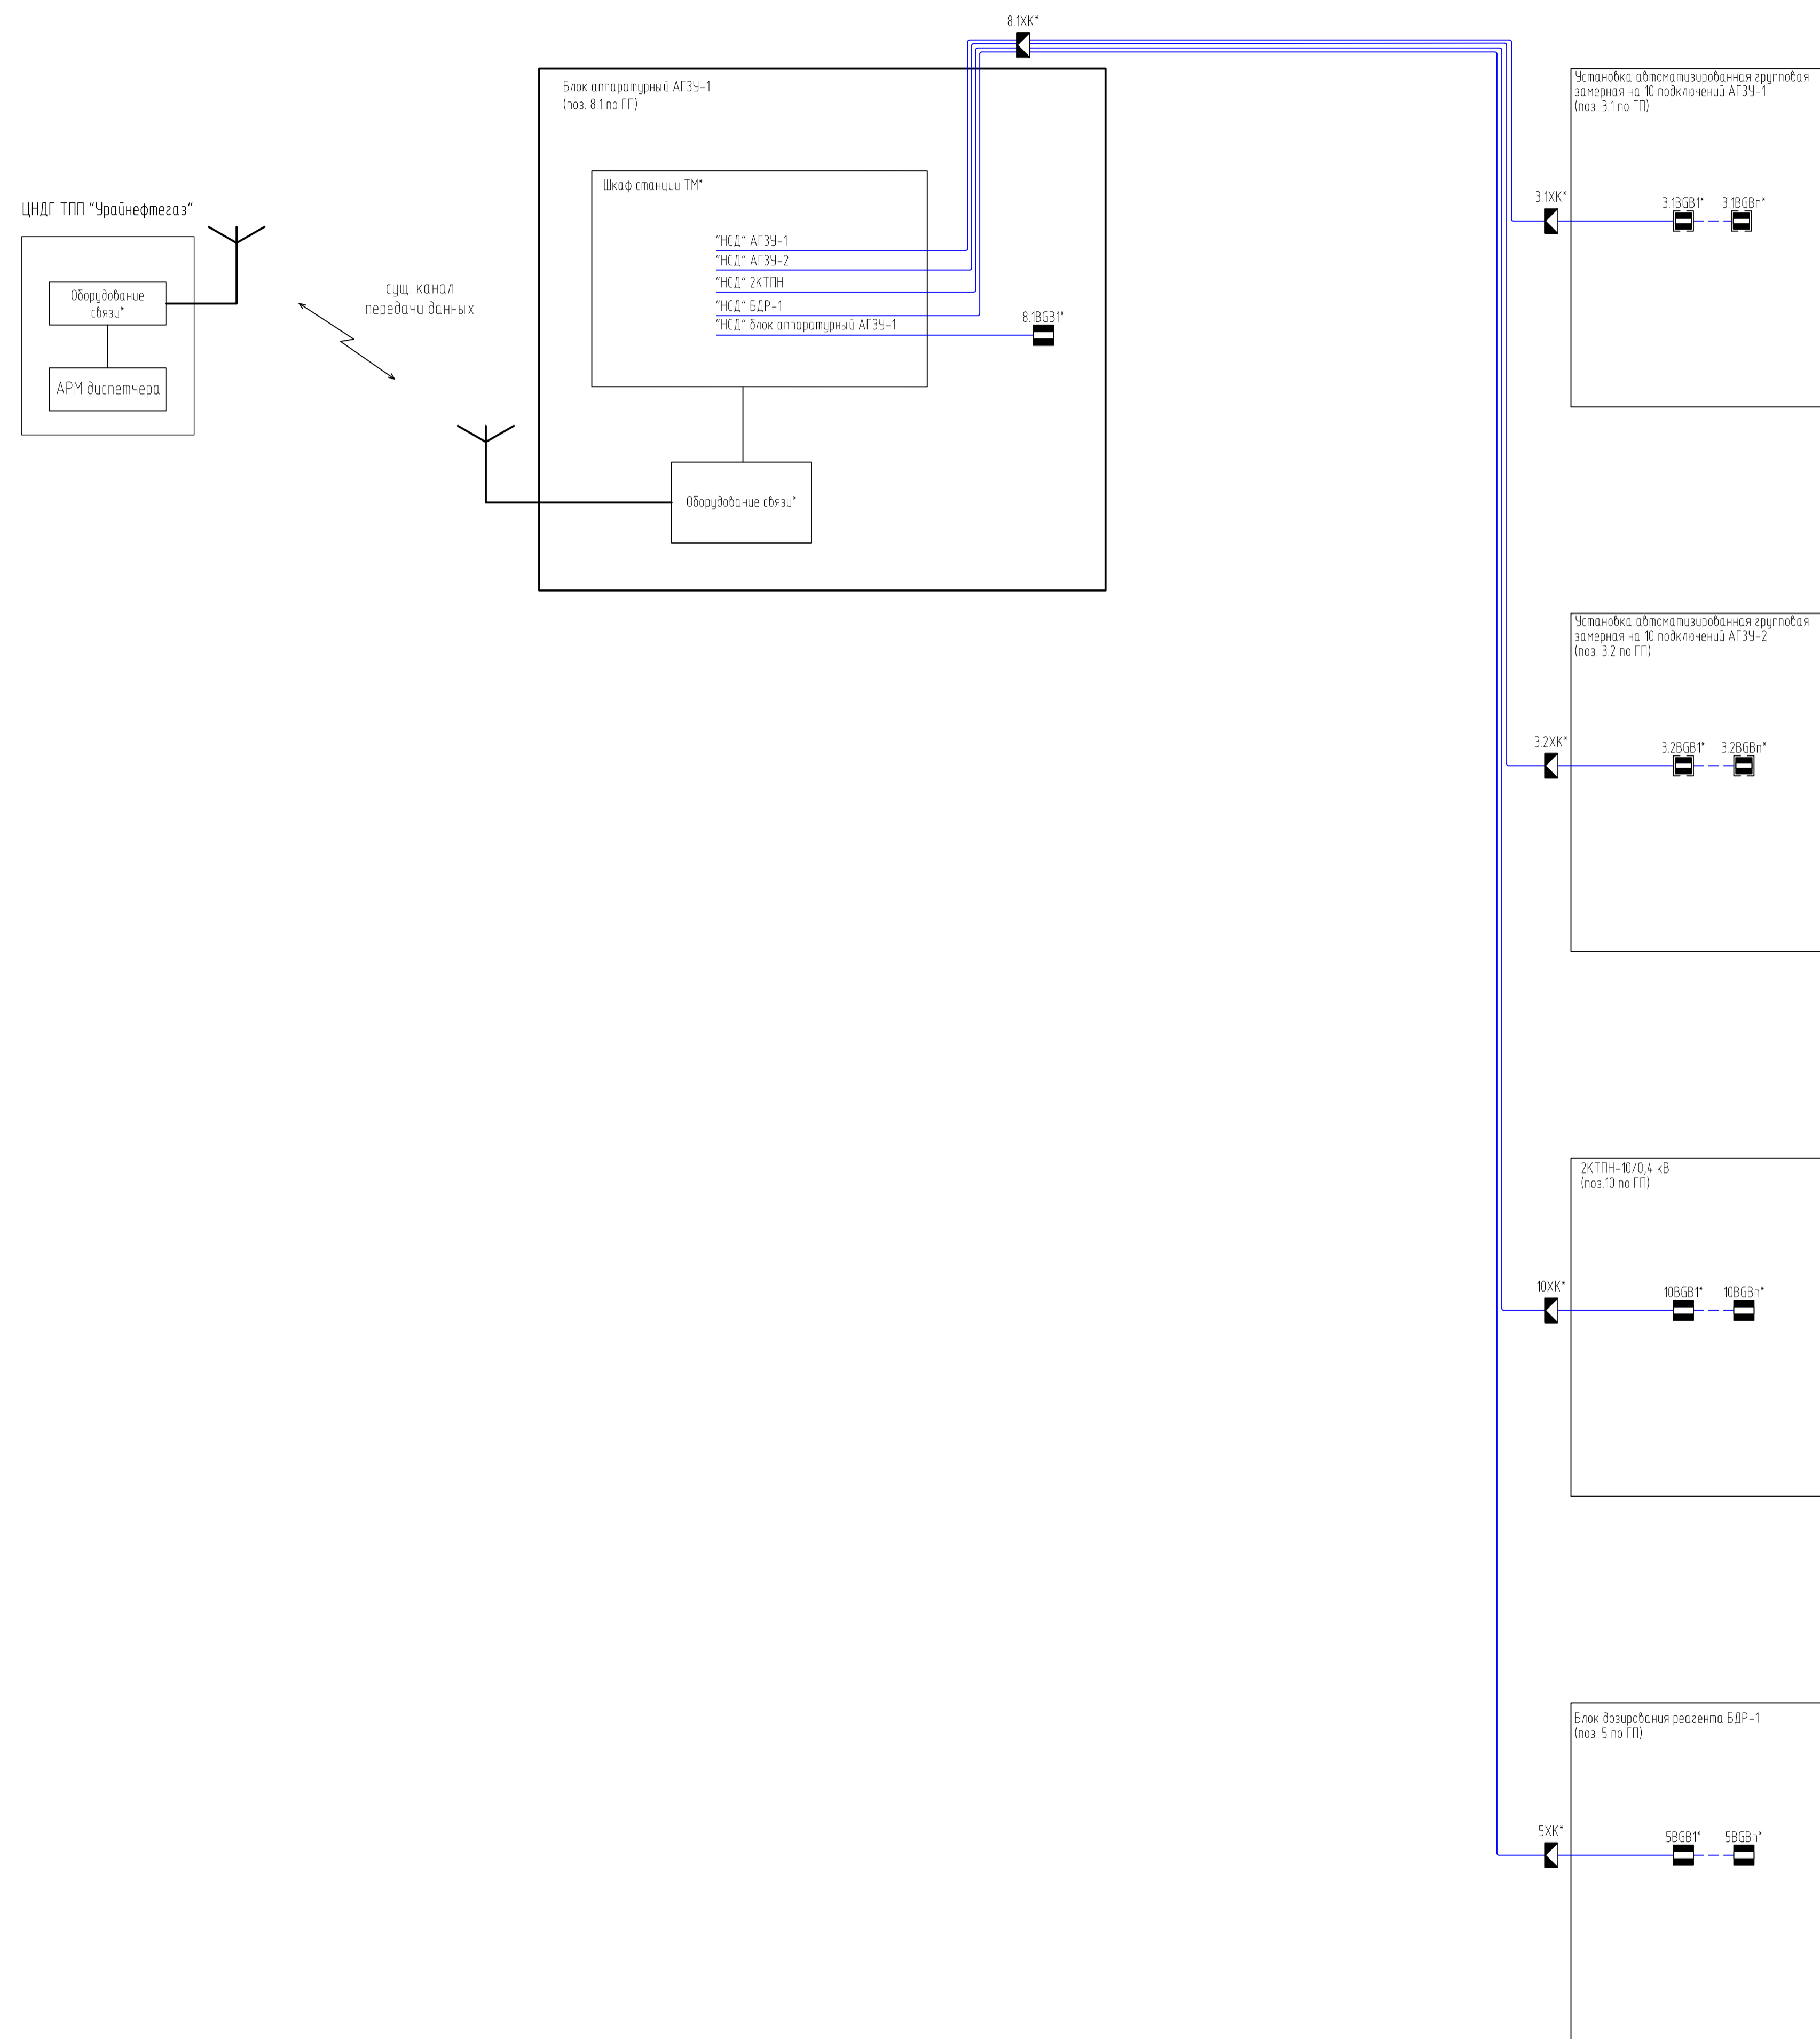 8.1ХК*
Блок аппаратурный АГЗУ-1
(поз. 8.1 по ГП)
Шкаф станции ТМ*
"НСД" АГЗУ-1
"НСД" АГЗУ-2
"НСД" 2КТПН
"НСД" БДР-1
"НСД" блок аппаратурный АГЗУ-1
8.1BGB1*
Оборудование связи*
ЦНДГ ТПП "Урайнефтегаз"
Оборудование
связи*
АРМ диспетчера
сущ. канал
передачи данных
Установка автоматизированная групповая
замерная на 10 подключений АГЗУ-1
(поз. 3.1 по ГП)
3.1ХК*
3.1BGB1*
3.1BGBn*
Установка автоматизированная групповая
замерная на 10 подключений АГЗУ-2
(поз. 3.2 по ГП)
3.2ХК*
3.2BGB1*
3.2BGBn*
2КТПН-10/0,4 кВ
(поз.10 по ГП)
10ХК*
10BGB1*
10BGBn*
Блок дозирования реагента БДР-1
(поз. 5 по ГП)
5ХК*
5BGB1*
5BGBn*